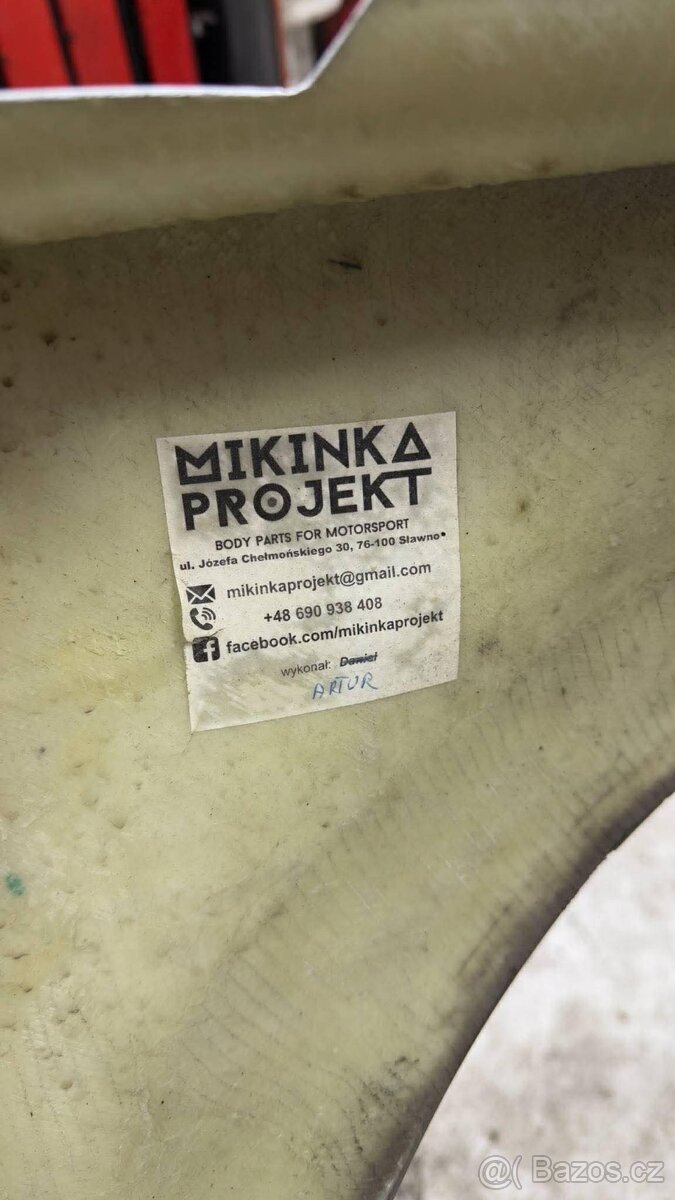 MIKINKA
PROJEKT
BODY PARTS FOR MOTORSPORT
ul. Józefa Chełmońskiego 30, 76-100 Sławno
mikinkaprojekt@gmail.com
+48 690 938 408
facebook.com/mikinkaprojekt
wykonał: Daniel
ARTUR
Bazos.cz